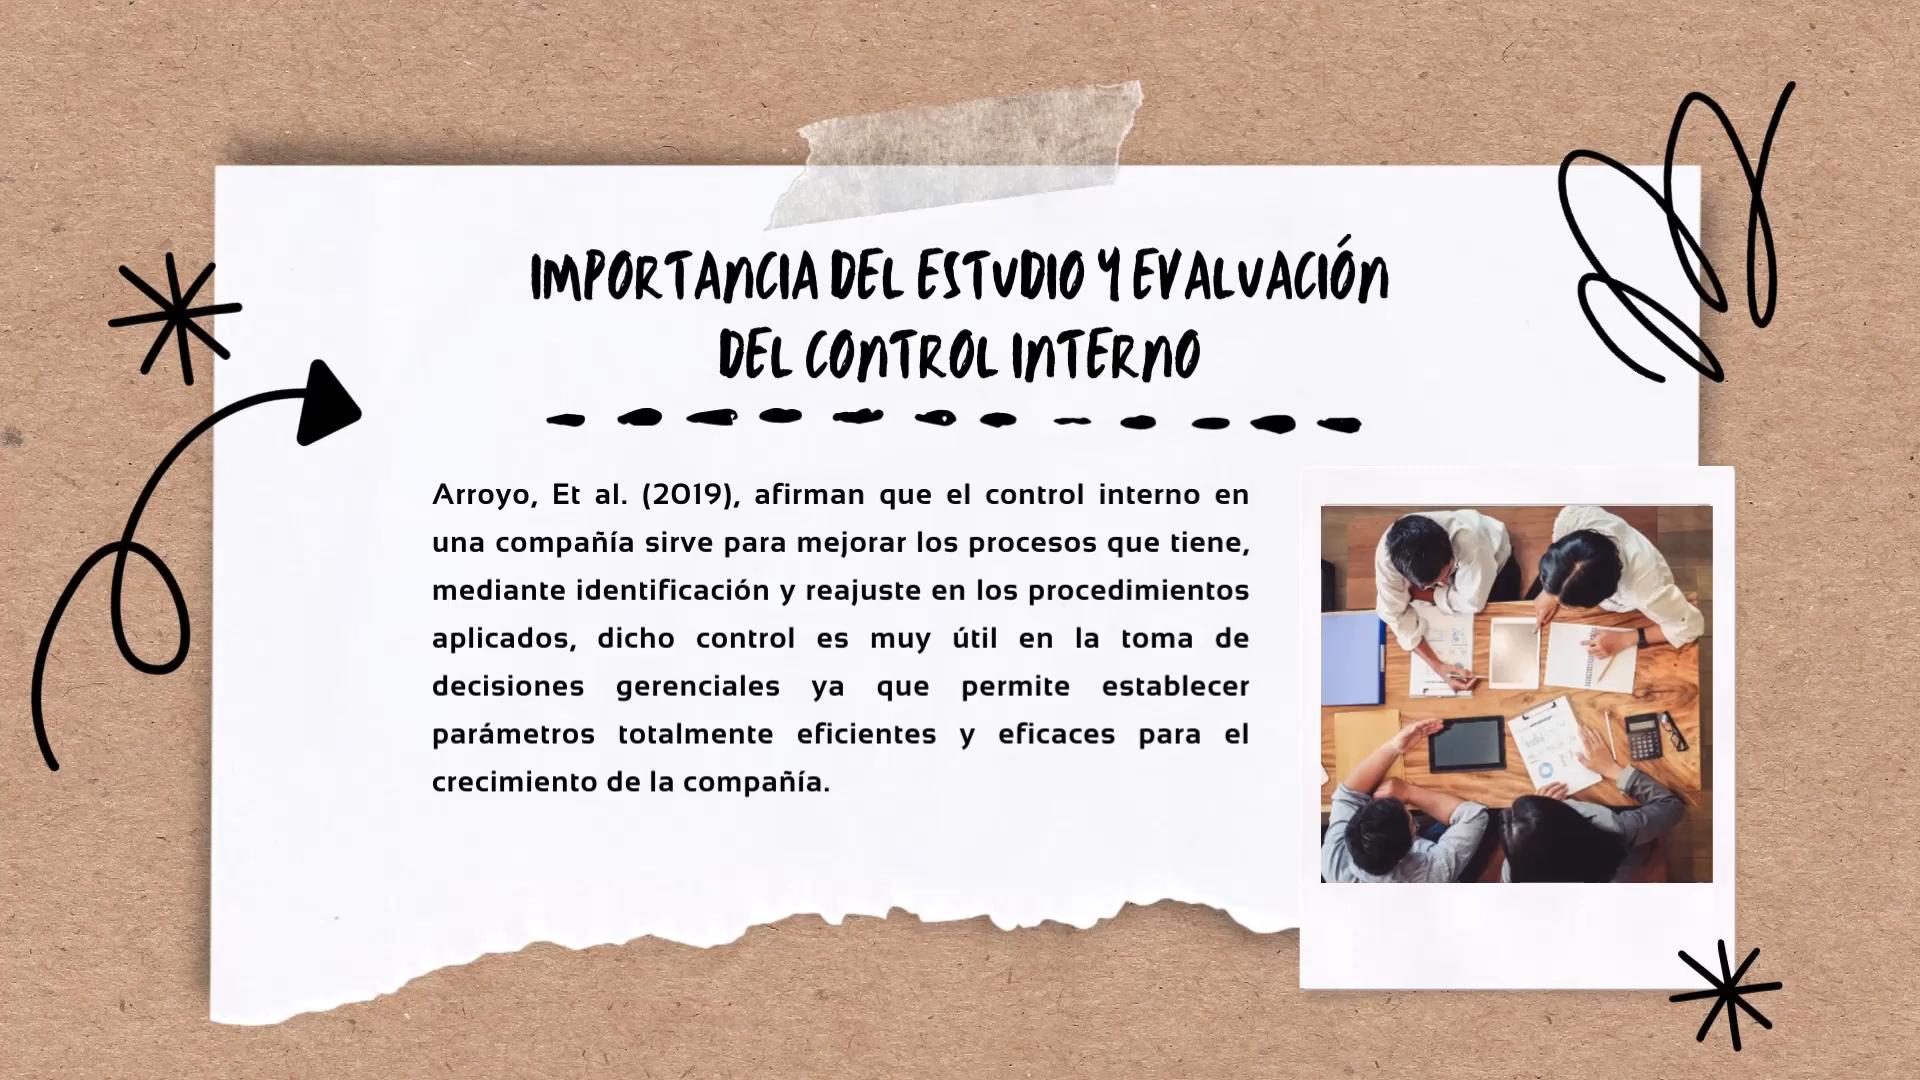 IMPORTANCIA DEL ESTUDIO Y EVALUACIÓN
DEL CONTROL INTERNO
Arroyo, Et al. (2019), afirman que el control interno en
una compañía sirve para mejorar los procesos que tiene,
mediante identificación y reajuste en los procedimientos
aplicados, dicho control es muy útil en la toma de
decisiones gerenciales ya que permite establecer
parámetros totalmente eficientes y eficaces para el
crecimiento de la compañía.